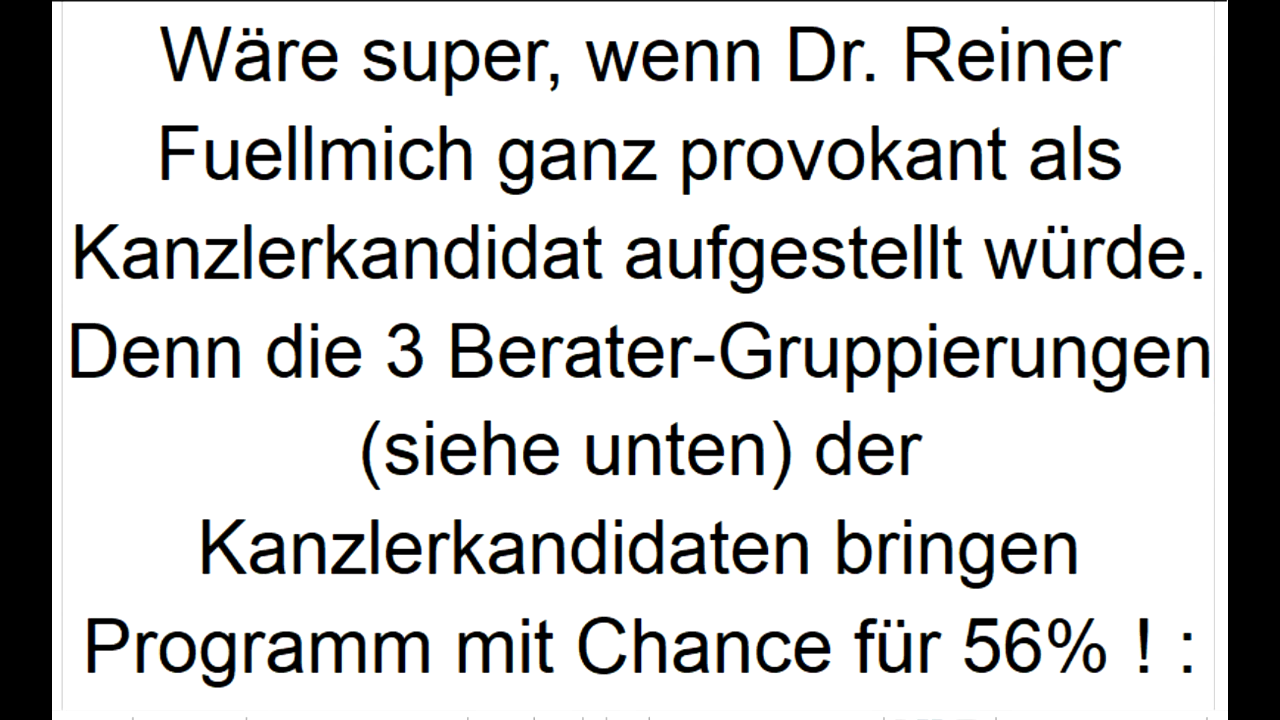 Wäre super, wenn Dr. Reiner
Fuellmich ganz provokant als
Kanzlerkandidat aufgestellt würde.
Denn die 3 Berater-Gruppierungen
(siehe unten) der
Kanzlerkandidaten bringen
Programm mit Chance für 56% ! :